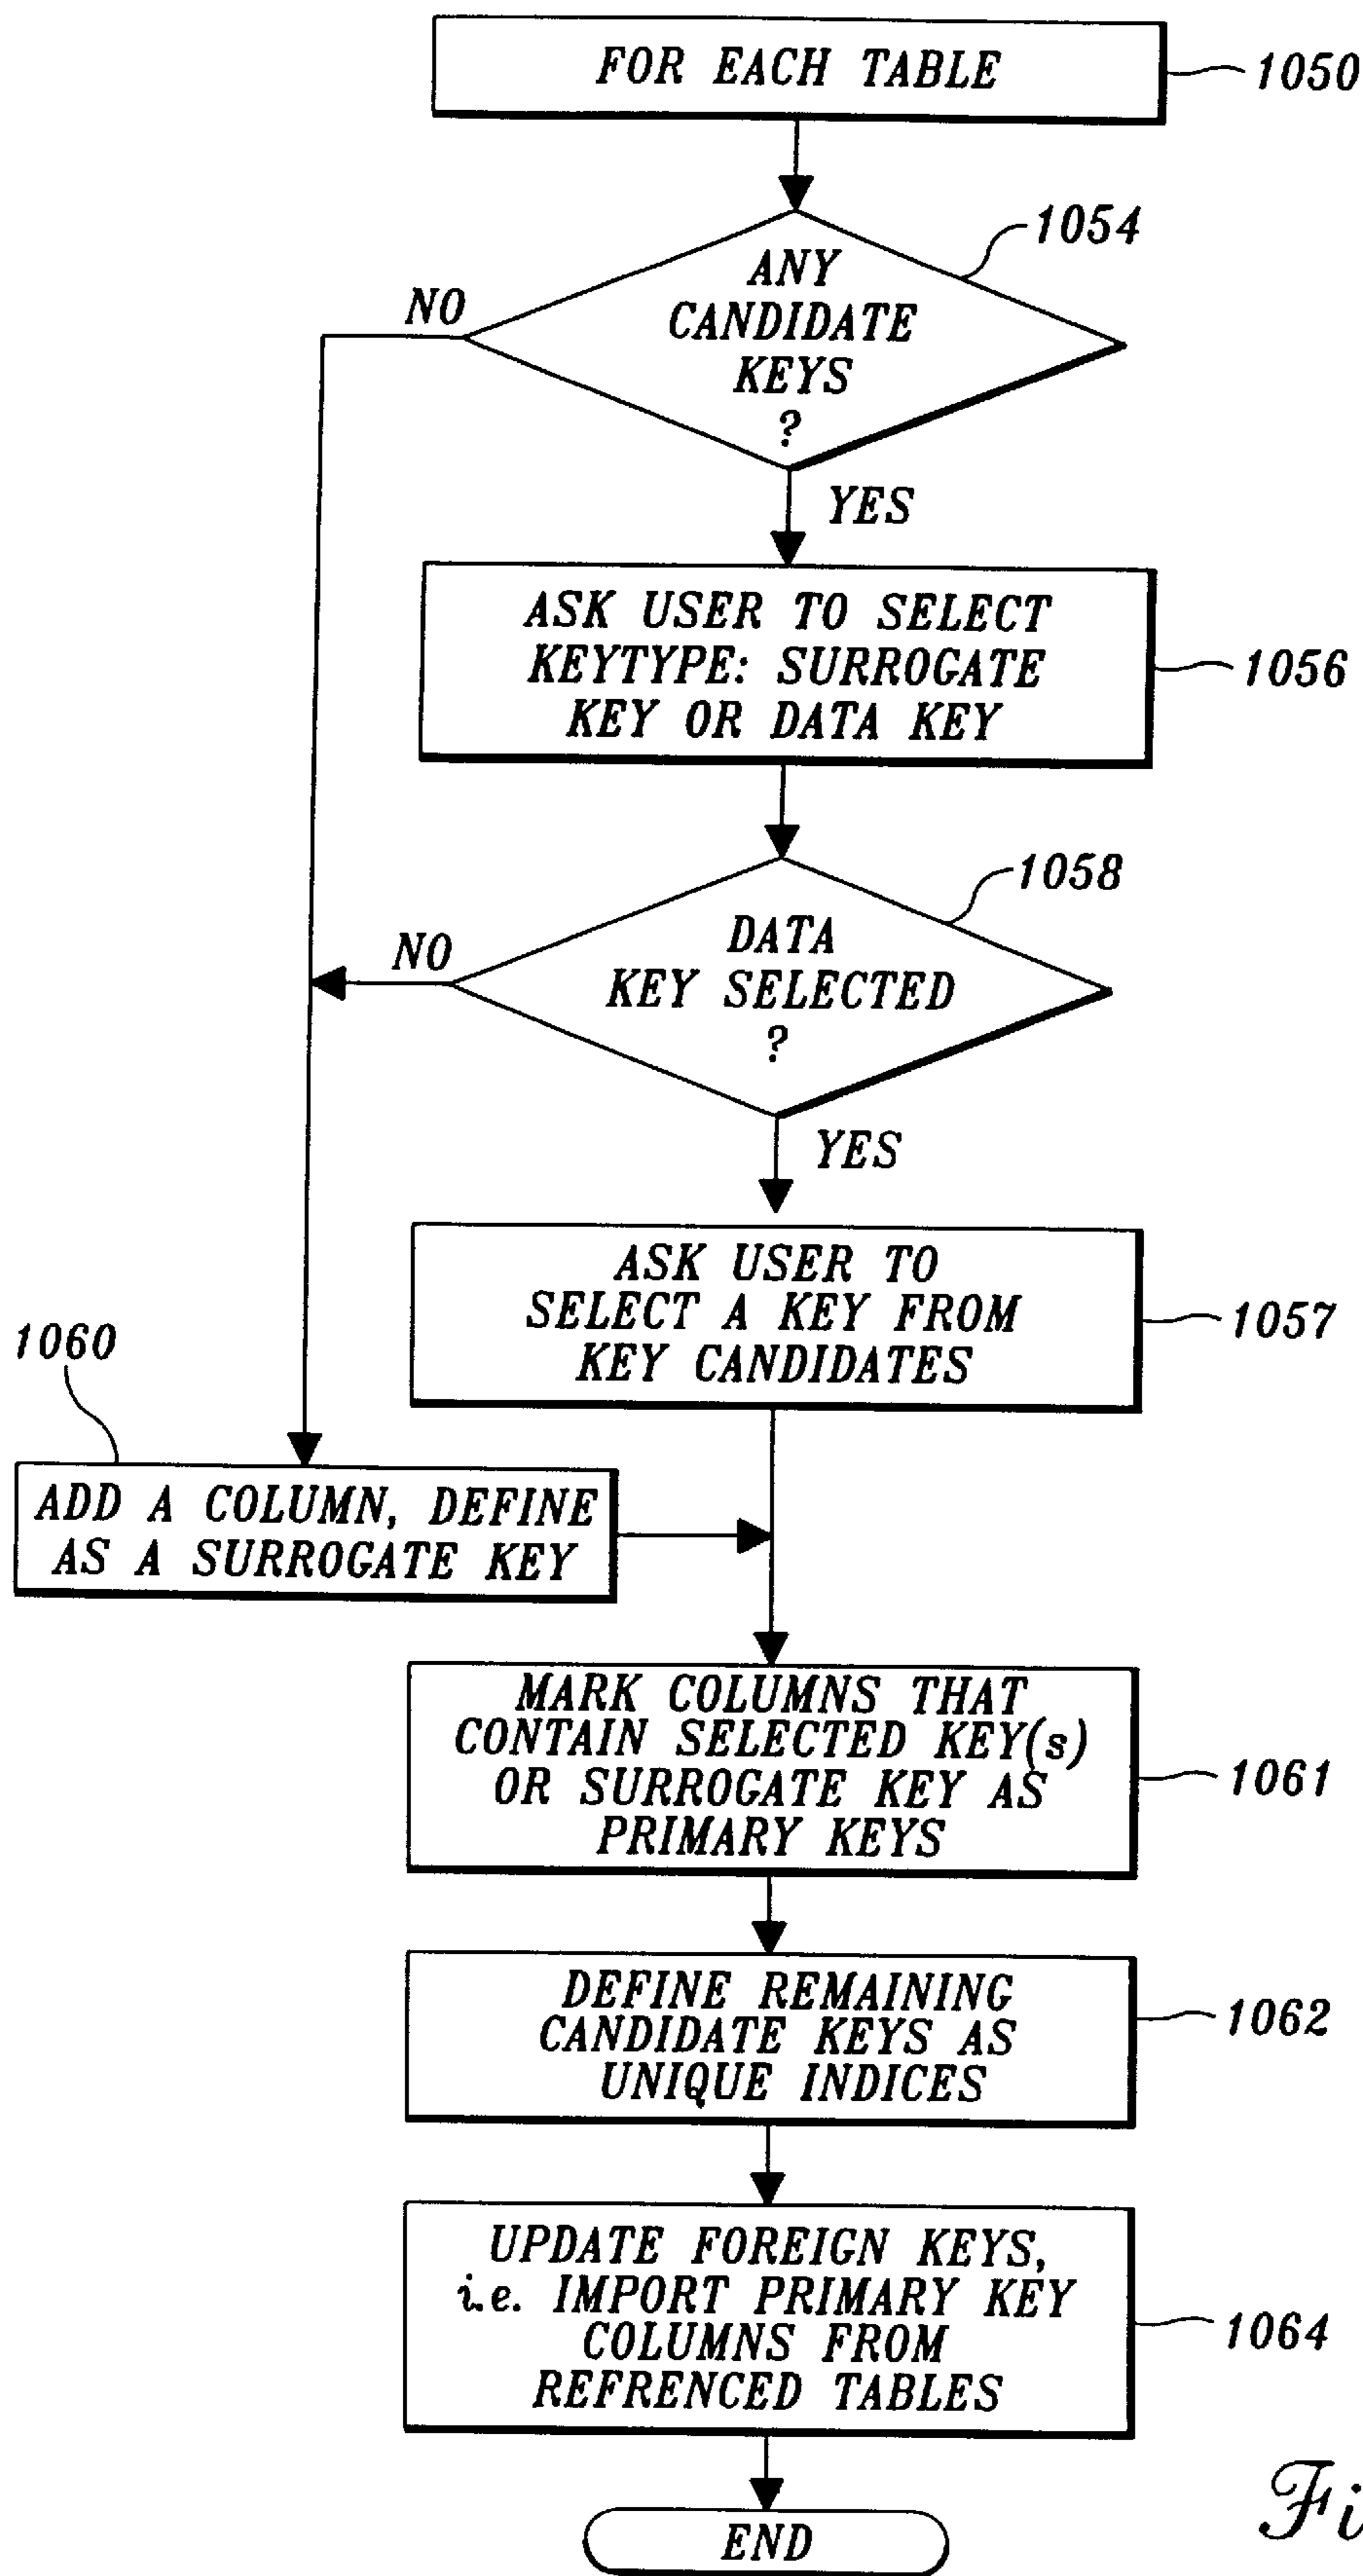 FOR EACH TABLE
1050
1054
ANY
CANDIDATE
KEYS
?
NO
YES
ASK USER TO SELECT
KEYTYPE: SURROGATE
KEY OR DATA KEY
1056
1058
DATA
KEY SELECTED
?
NO
YES
ASK USER TO
SELECT A KEY FROM
KEY CANDIDATES
1057
1060
ADD A COLUMN, DEFINE
AS A SURROGATE KEY
MARK COLUMNS THAT
CONTAIN SELECTED KEY(s)
OR SURROGATE KEY AS
PRIMARY KEYS
1061
DEFINE REMAINING
CANDIDATE KEYS AS
UNIQUE INDICES
1062
UPDATE FOREIGN KEYS,
i.e. IMPORT PRIMARY KEY
COLUMNS FROM
REFRENCED TABLES
1064
END